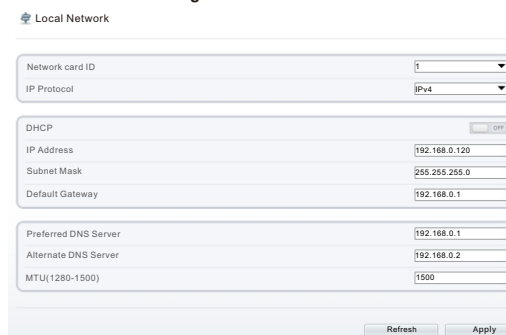 Local Network
Network card ID 1
IP Protocol IPv4
DHCP OFF
IP Address 192.168.0.120
Subnet Mask 255.255.255.0
Default Gateway 192.168.0.1
Preferred DNS Server 192.168.0.1
Alternate DNS Server 192.168.0.2
MTU(1280-1500) 1500
Refresh Apply